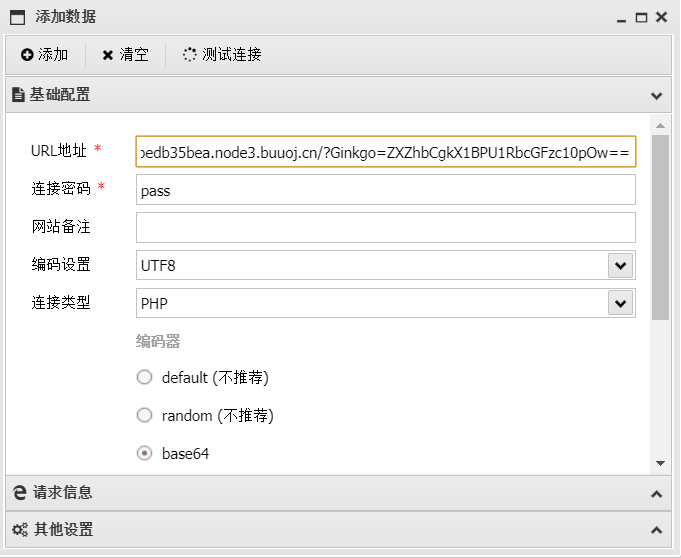 添加数据
添加 清空 测试连接
基础配置
URL地址 *
bedb35bea.node3.buuoj.cn/?Ginkgo=ZXZhbCgkX1BPU1RbcGFzc10pOw==
连接密码 *
pass
网站备注
编码设置
UTF8
连接类型
PHP
编码器
default (不推荐)
random (不推荐)
base64
请求信息
其他设置